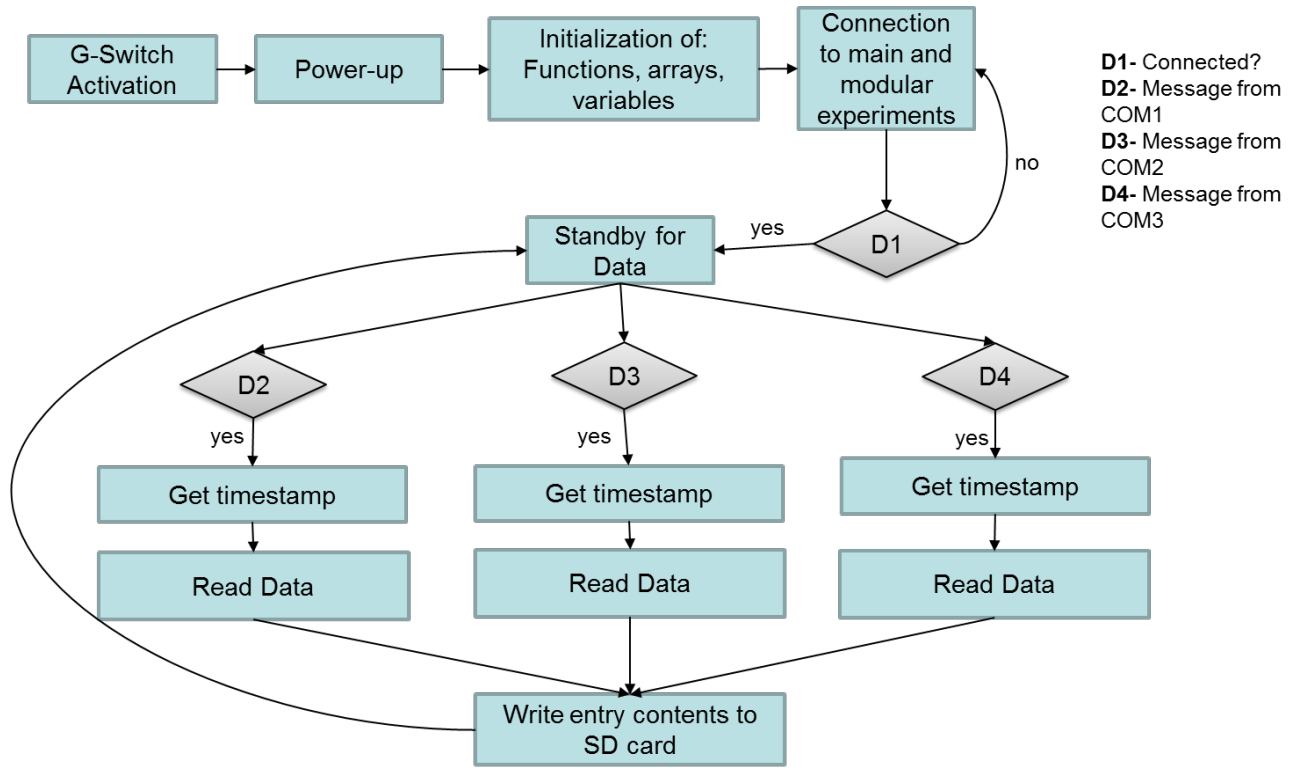 G-Switch
Activation
Power-up
Initialization of:
Functions, arrays,
variables
Connection
to main and
modular
experiments
D1- Connected?
D2- Message from
COM1
D3- Message from
COM2
D4- Message from
COM3
no
yes
D1
Standby for
Data
D2
D3
D4
yes
yes
yes
Get timestamp
Get timestamp
Get timestamp
Read Data
Read Data
Read Data
Write entry contents to
SD card